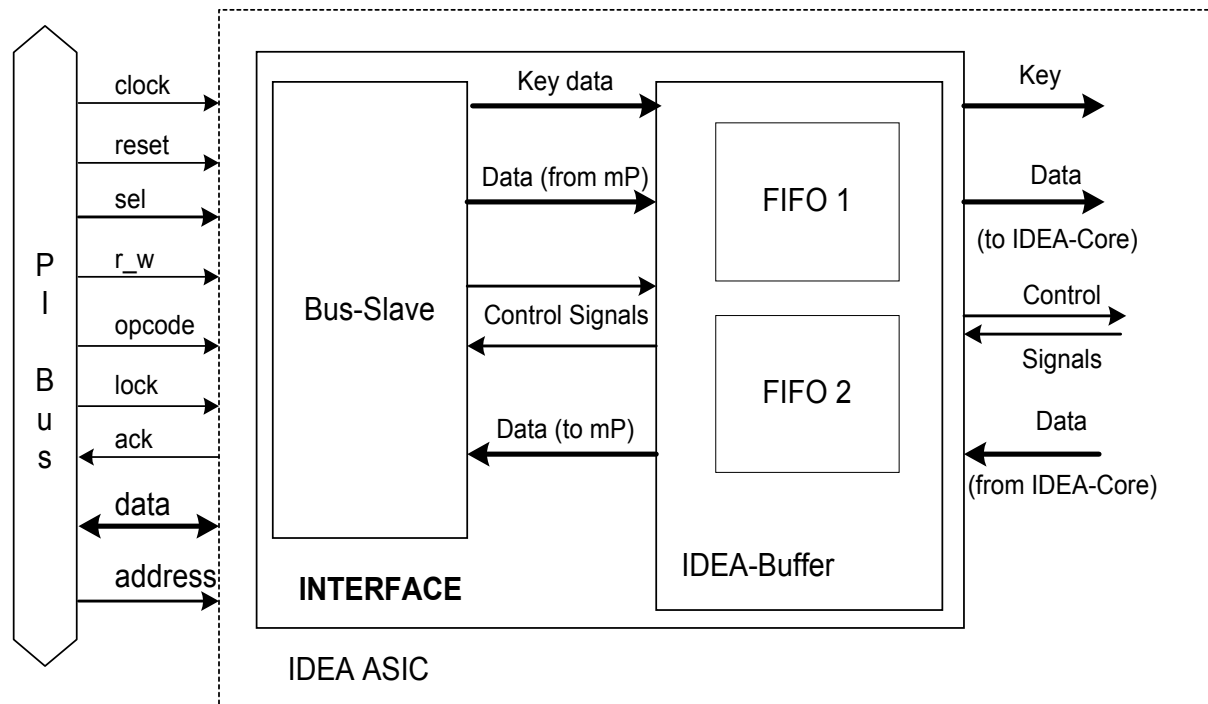 PI Bus
clock
reset
sel
r_w
opcode
lock
ack
data
address
Bus-Slave
Key data
Data (from mP)
Control Signals
Data (to mP)
FIFO 1
FIFO 2
IDEA-Buffer
INTERFACE
IDEA ASIC
Key
Data
(to IDEA-Core)
Control
Signals
Data
(from IDEA-Core)